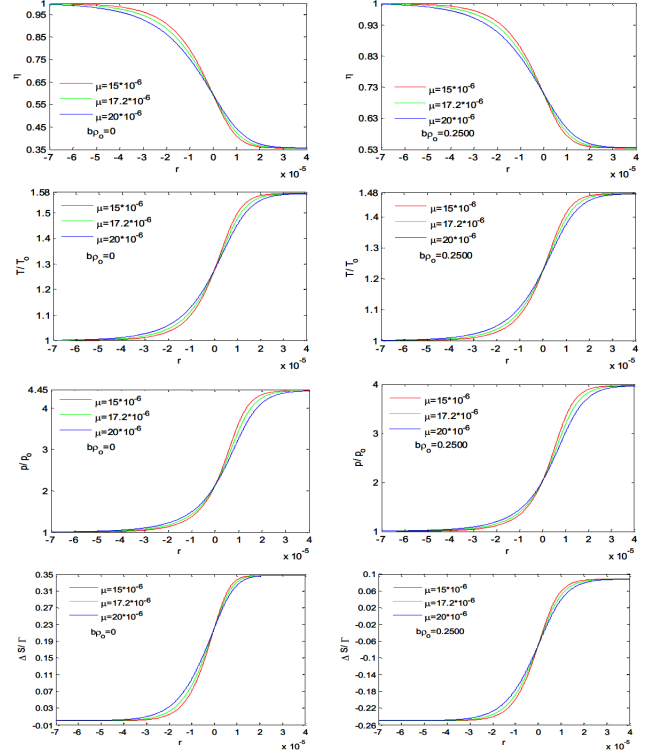 1
0.95
0.85
0.75
0.65
0.55
0.45
0.35
η
μ=15*10-6
μ=17.2*10-6
μ=20*10-6
bρo=0
-7 -6 -5 -4 -3 -2 -1 0 1 2 3 4
r
x 10-5
1
0.93
0.83
0.73
0.63
0.53
η
μ=15*10-6
μ=17.2*10-6
μ=20*10-6
bρo=0.2500
-7 -6 -5 -4 -3 -2 -1 0 1 2 3 4
r
x 10-5
1.58
1.5
1.4
1.3
1.2
1.1
1
T/To
μ=15*10-6
μ=17.2*10-6
μ=20*10-6
bρo=0
-7 -6 -5 -4 -3 -2 -1 0 1 2 3 4
r
x 10-5
1.48
1.4
1.3
1.2
1.1
1
T/To
μ=15*10-6
μ=17.2*10-6
μ=20*10-6
bρo=0.2500
-7 -6 -5 -4 -3 -2 -1 0 1 2 3 4
r
x 10-5
4.45
4
3
2
1
p/po
μ=15*10-6
μ=17.2*10-6
μ=20*10-6
bρo=0
-7 -6 -5 -4 -3 -2 -1 0 1 2 3 4
r
x 10-5
4
3
2
1
p/po
μ=15*10-6
μ=17.2*10-6
μ=20*10-6
bρo=0.2500
-7 -6 -5 -4 -3 -2 -1 0 1 2 3 4
r
x 10-5
0.35
0.31
0.27
0.23
0.19
0.15
0.11
0.07
0.03
-0.01
Δ S/Γ
μ=15*10-6
μ=17.2*10-6
μ=20*10-6
bρo=0
-7 -6 -5 -4 -3 -2 -1 0 1 2 3 4
r
x 10-5
0.1
0.06
0.02
-0.02
-0.06
-0.1
-0.14
-0.18
-0.22
-0.26
Δ S/Γ
μ=15*10-6
μ=17.2*10-6
μ=20*10-6
bρo=0.2500
-7 -6 -5 -4 -3 -2 -1 0 1 2 3 4
r
x 10-5